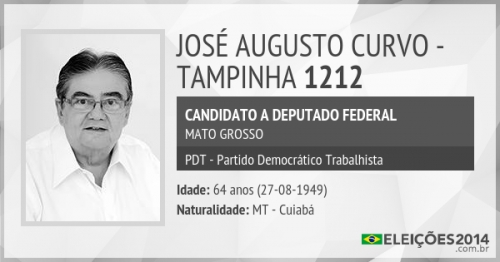 JOSÉ AUGUSTO CURVO -
TAMPINHA 1212
CANDIDATO A DEPUTADO FEDERAL
MATO GROSSO
PDT - Partido Democrático Trabalhista
Idade: 64 anos (27-08-1949)
Naturalidade: MT - Cuiabá
ELEIÇÕES2014
.com.br